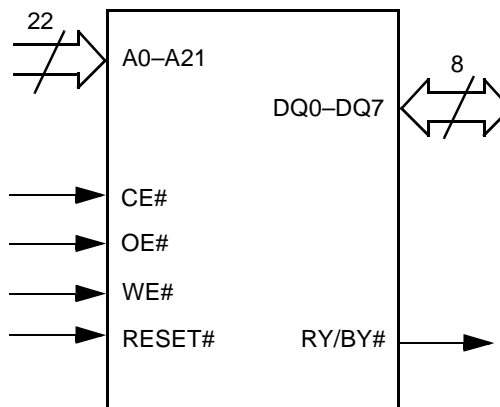 22
A0–A21
8
DQ0–DQ7
CE#
OE#
WE#
RESET#
RY/BY#